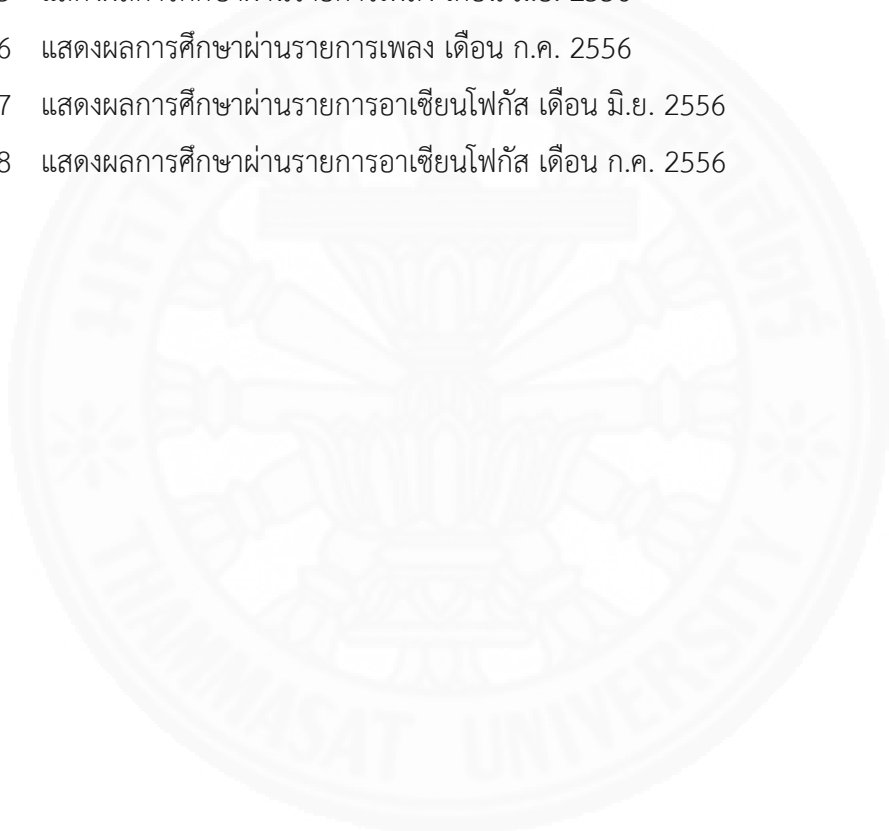 6 แสดงผลการศึกษาผ่านรายการเพลง เดือน ก.ค. 2556
7 แสดงผลการศึกษาผ่านรายการอาเซียนโฟกัส เดือน มิ.ย. 2556
8 แสดงผลการศึกษาผ่านรายการอาเซียนโฟกัส เดือน ก.ค. 2556
THAMMASAT UNIVERSITY